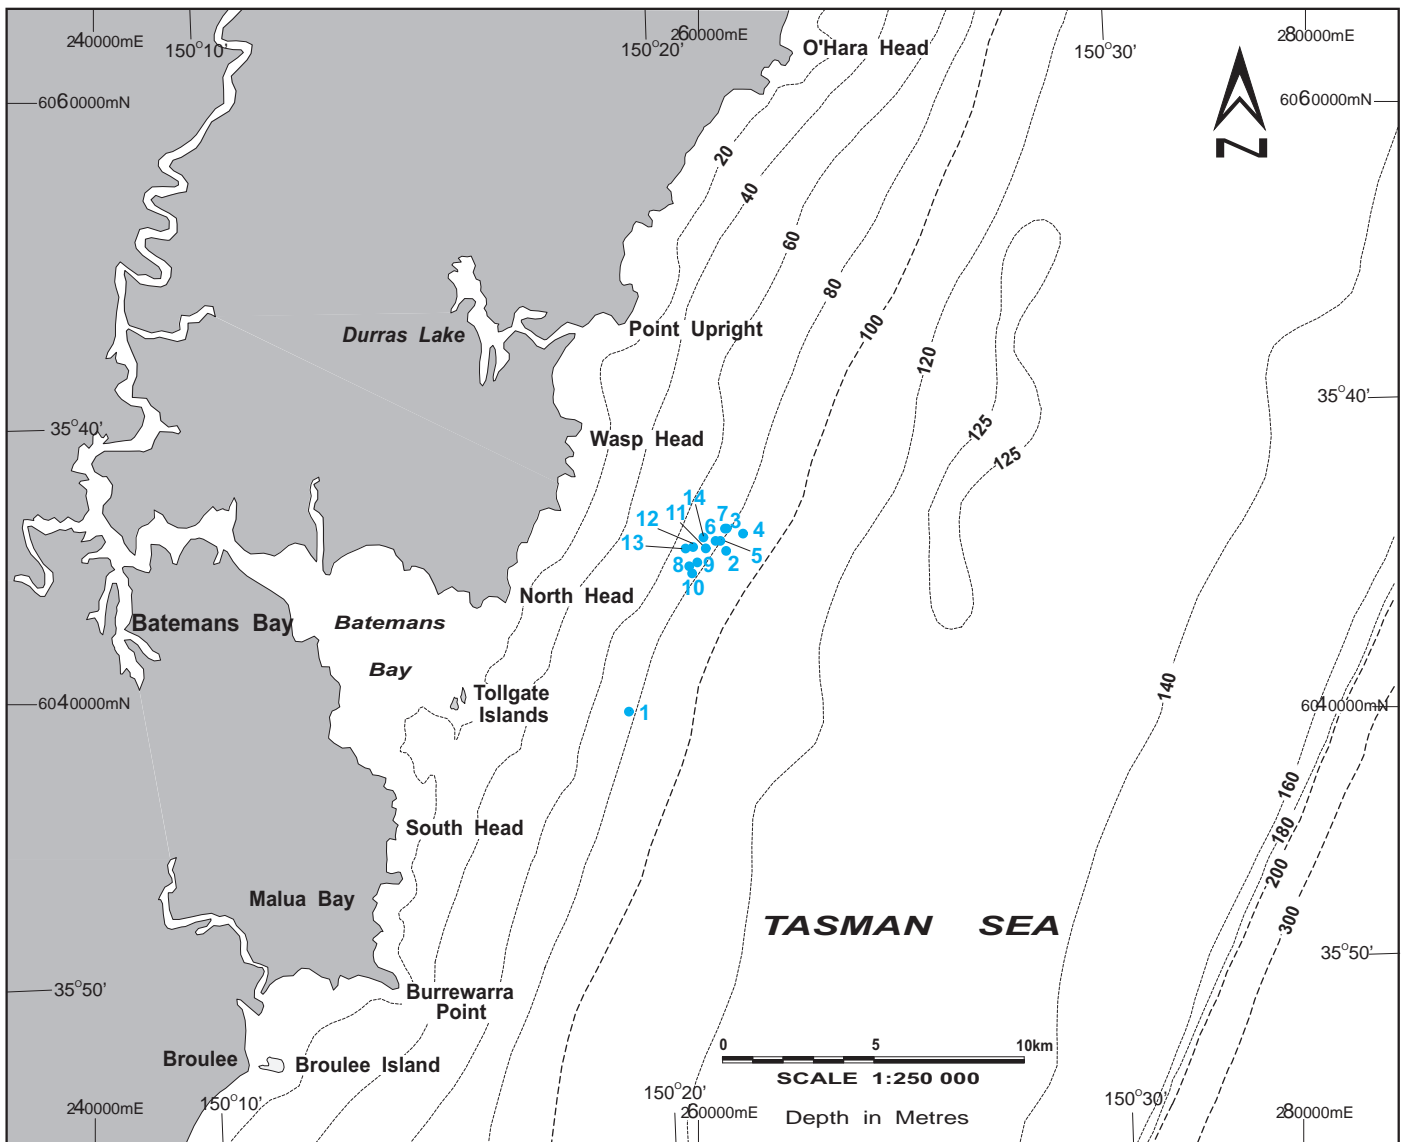 240000mE
150°10'
150°20'
260000mE
150°30'
280000mE
O'Hara Head
6060000mN
6060000mN
N
20
40
60
80
100
120
Durras Lake
Point Upright
35°40'
35°40'
125
125
Wasp Head
14
11
12
13
6
7
3
4
5
2
8
9
10
North Head
Batemans Bay
Batemans
Bay
Tollgate
Islands
1
140
6040000mN
6040000mN
160
180
200
300
South Head
Malua Bay
TASMAN SEA
35°50'
35°50'
Burrewarra
Point
Broulee
Broulee Island
0 5 10km
SCALE 1:250 000
Depth in Metres
240000mE
150°10'
150°20'
260000mE
150°30'
280000mE